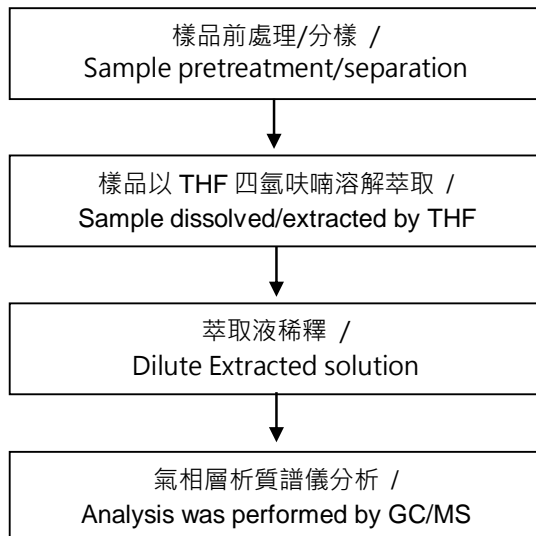 樣品前處理/分樣 /
Sample pretreatment/separation
樣品以 THF 四氫呋喃溶解萃取 /
Sample dissolved/extracted by THF
萃取液稀釋 /
Dilute Extracted solution
氣相層析質譜儀分析 /
Analysis was performed by GC/MS